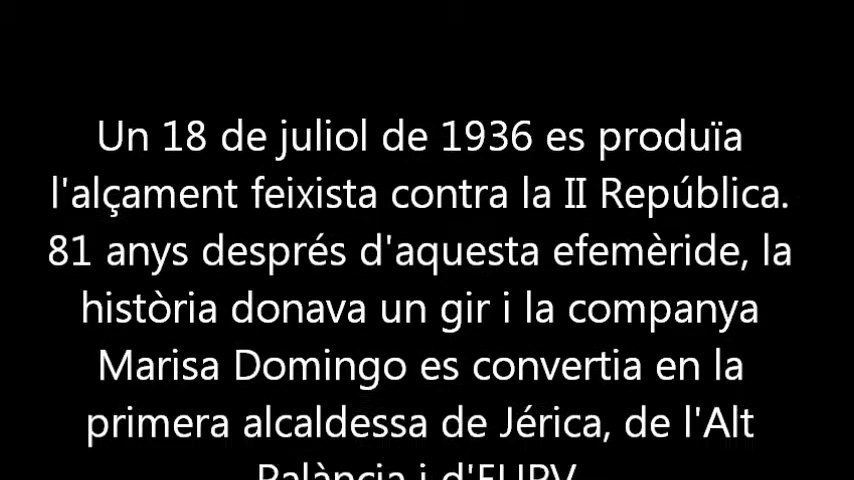 Un 18 de juliol de 1936 es produïa
l'alçament feixista contra la II República.
81 anys després d'aquesta efemèride, la
història donava un gir i la companya
Marisa Domingo es convertia en la
primera alcaldessa de Jérica, de l'Alt
Palància i d'EUPV